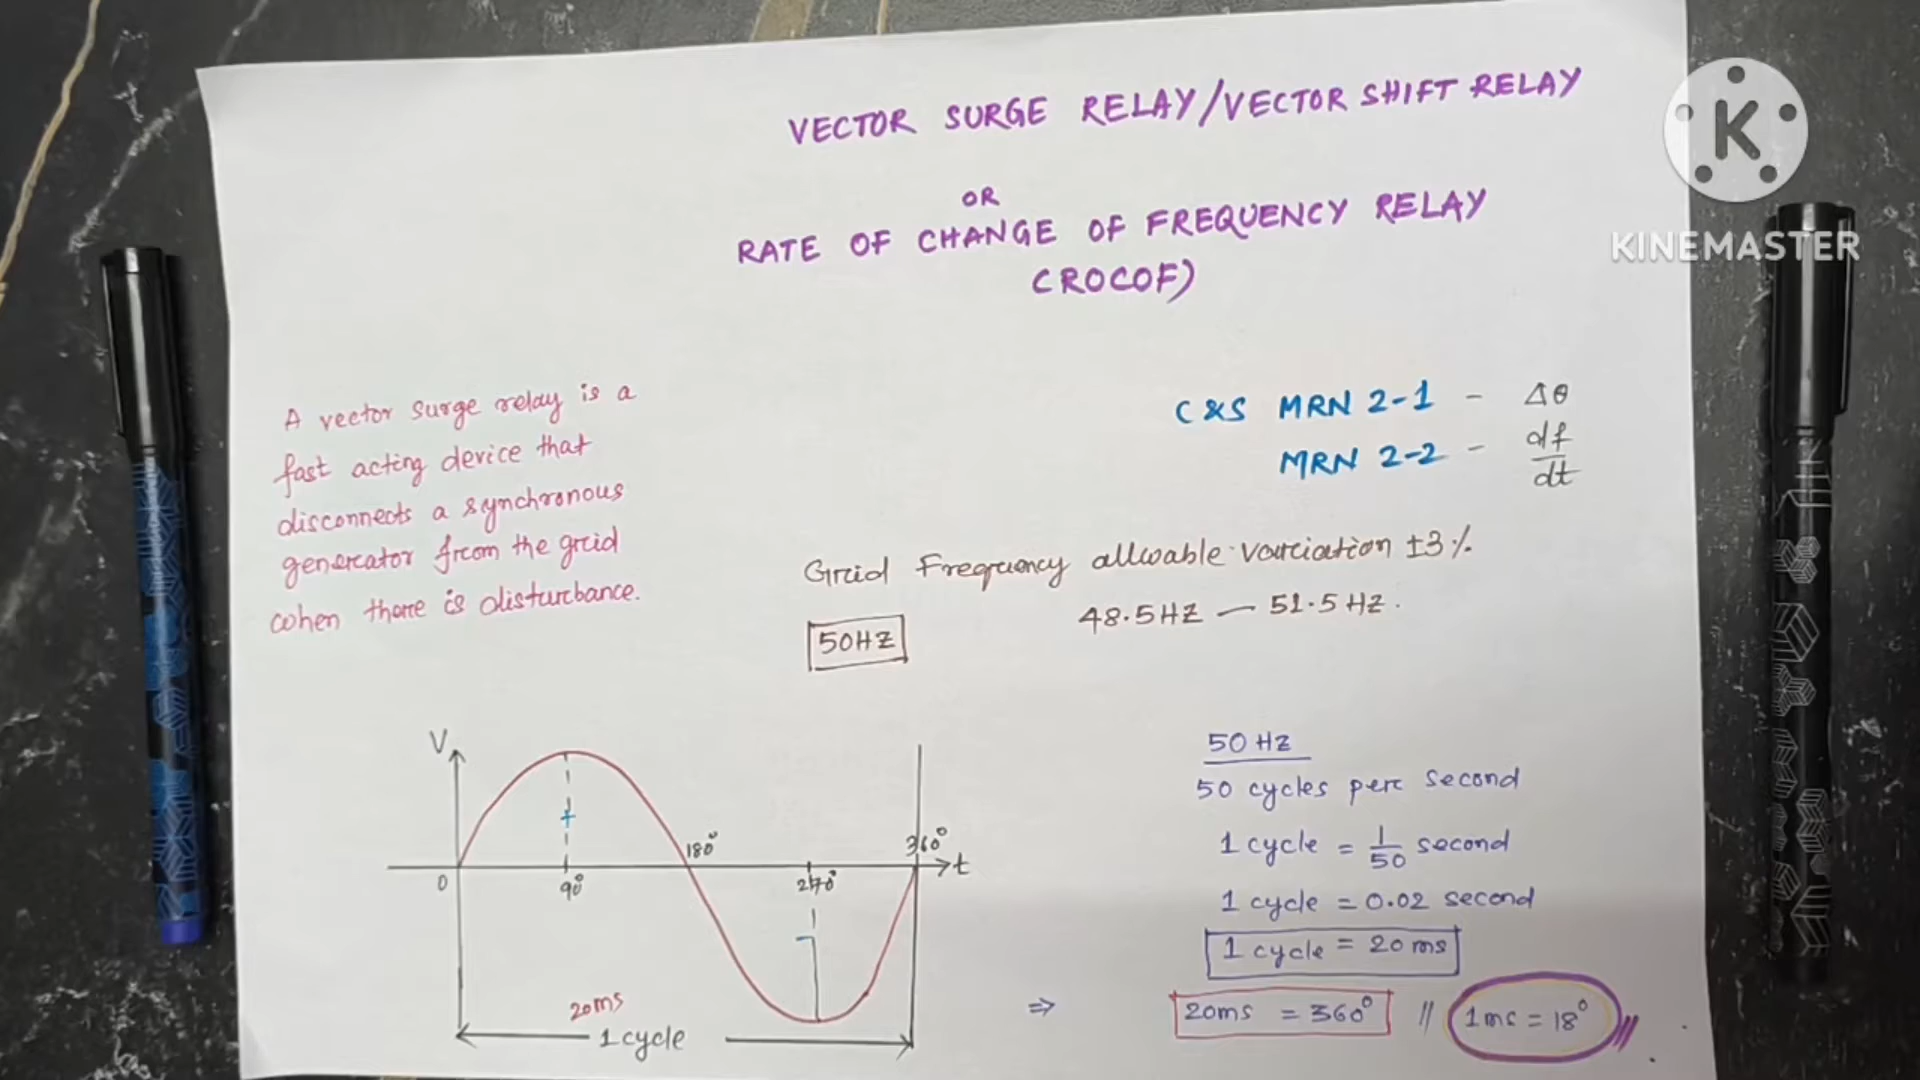 VECTOR SURGE RELAY/VECTOR SHIFT RELAY
OR
RATE OF CHANGE OF FREQUENCY RELAY
(ROCOF)
K
KINEMASTER
A vector surge relay is a
fast acting device that
disconnects a synchronous
generator from the grid
when there is disturbance.
C&S MRN 2-1 - Δθ
MRN 2-2 - df/dt
Grid Frequency allwable variation ±3%
48.5HZ — 51.5HZ.
50HZ
V
+
0
90°
180°
270°
360°
t
20ms
1 cycle
50 HZ
50 cycles per second
1 cycle = 1/50 second
1 cycle = 0.02 second
1 cycle = 20 ms
⇒ 20ms = 360° // 1ms = 18° //